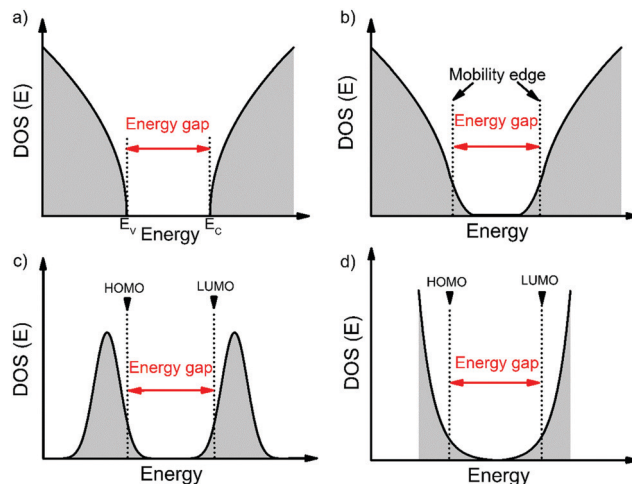 a)
DOS (E)
Energy gap
E_v
Energy
E_c
b)
DOS (E)
Mobility edge
Energy gap
Energy
c)
DOS (E)
HOMO
LUMO
Energy gap
Energy
d)
DOS (E)
HOMO
LUMO
Energy gap
Energy